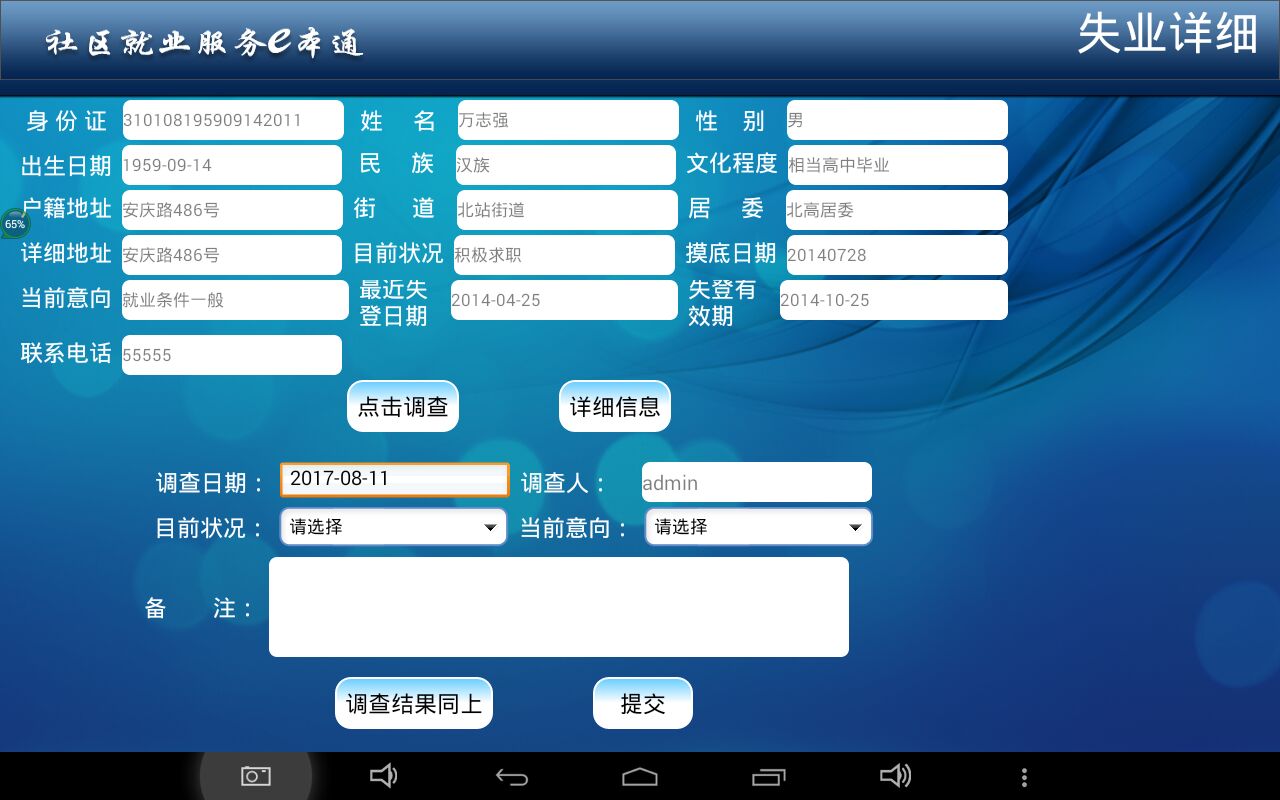 社区就业服务e本通
失业详细
身份证 310108195909142011 姓 名 万志强 性 别 男
出生日期 1959-09-14 民 族 汉族 文化程度 相当高中毕业
户籍地址 安庆路486号 街 道 北站街道 居 委 北高居委
65%
详细地址 安庆路486号 目前状况 积极求职 摸底日期 20140728
当前意向 就业条件一般 最近失登日期 2014-04-25 失登有效期 2014-10-25
联系电话 55555
点击调查 详细信息
调查日期： 2017-08-11 调查人： admin
目前状况： 请选择 当前意向： 请选择
备 注：
调查结果同上 提交